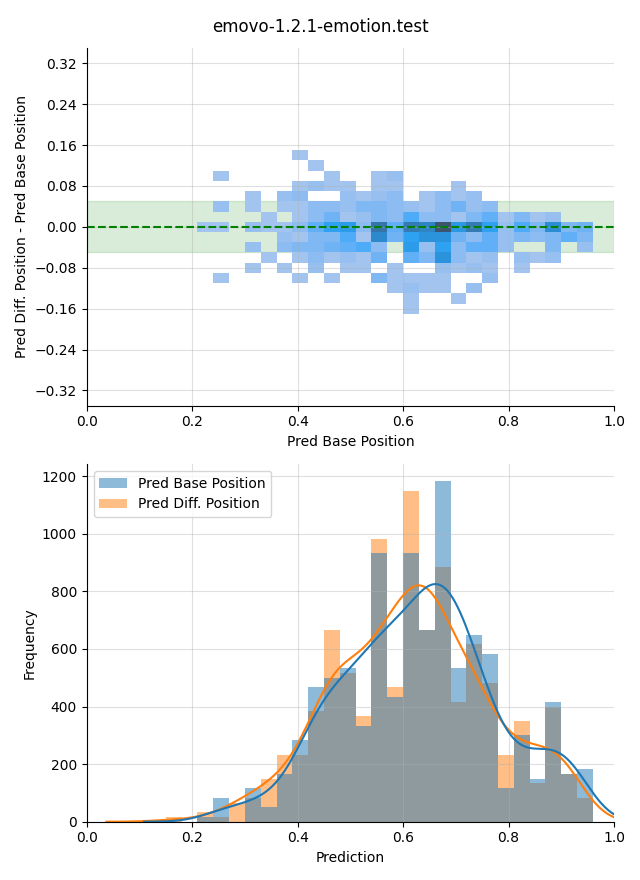 emovo-1.2.1-emotion.test
0.32
0.24
0.16
0.08
0.00
−0.08
−0.16
−0.24
−0.32
Pred Diff. Position - Pred Base Position
0.0 0.2 0.4 0.6 0.8 1.0
Pred Base Position
Pred Base Position
Pred Diff. Position
1200
1000
800
600
400
200
0
Frequency
0.0 0.2 0.4 0.6 0.8 1.0
Prediction